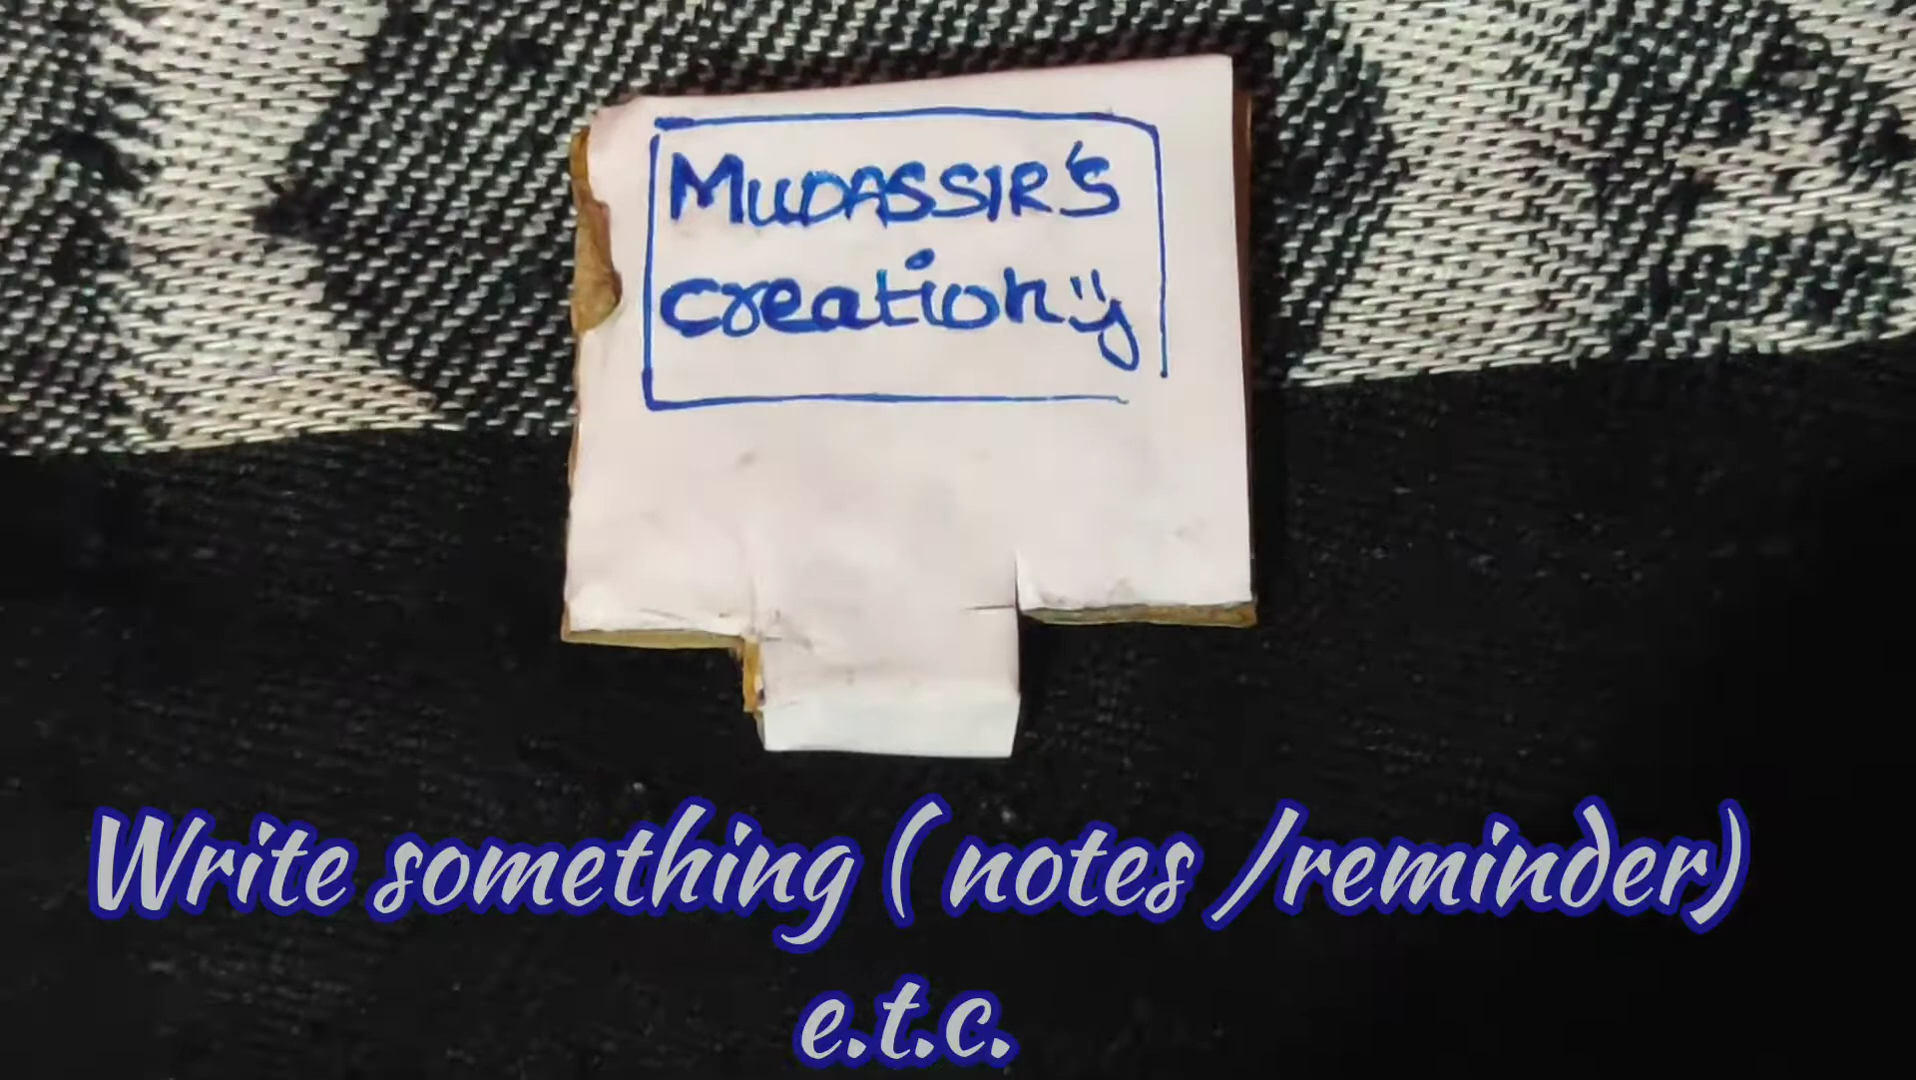 MUDASSIR'S
creation
Write something ( notes /reminder)
e.t.c.